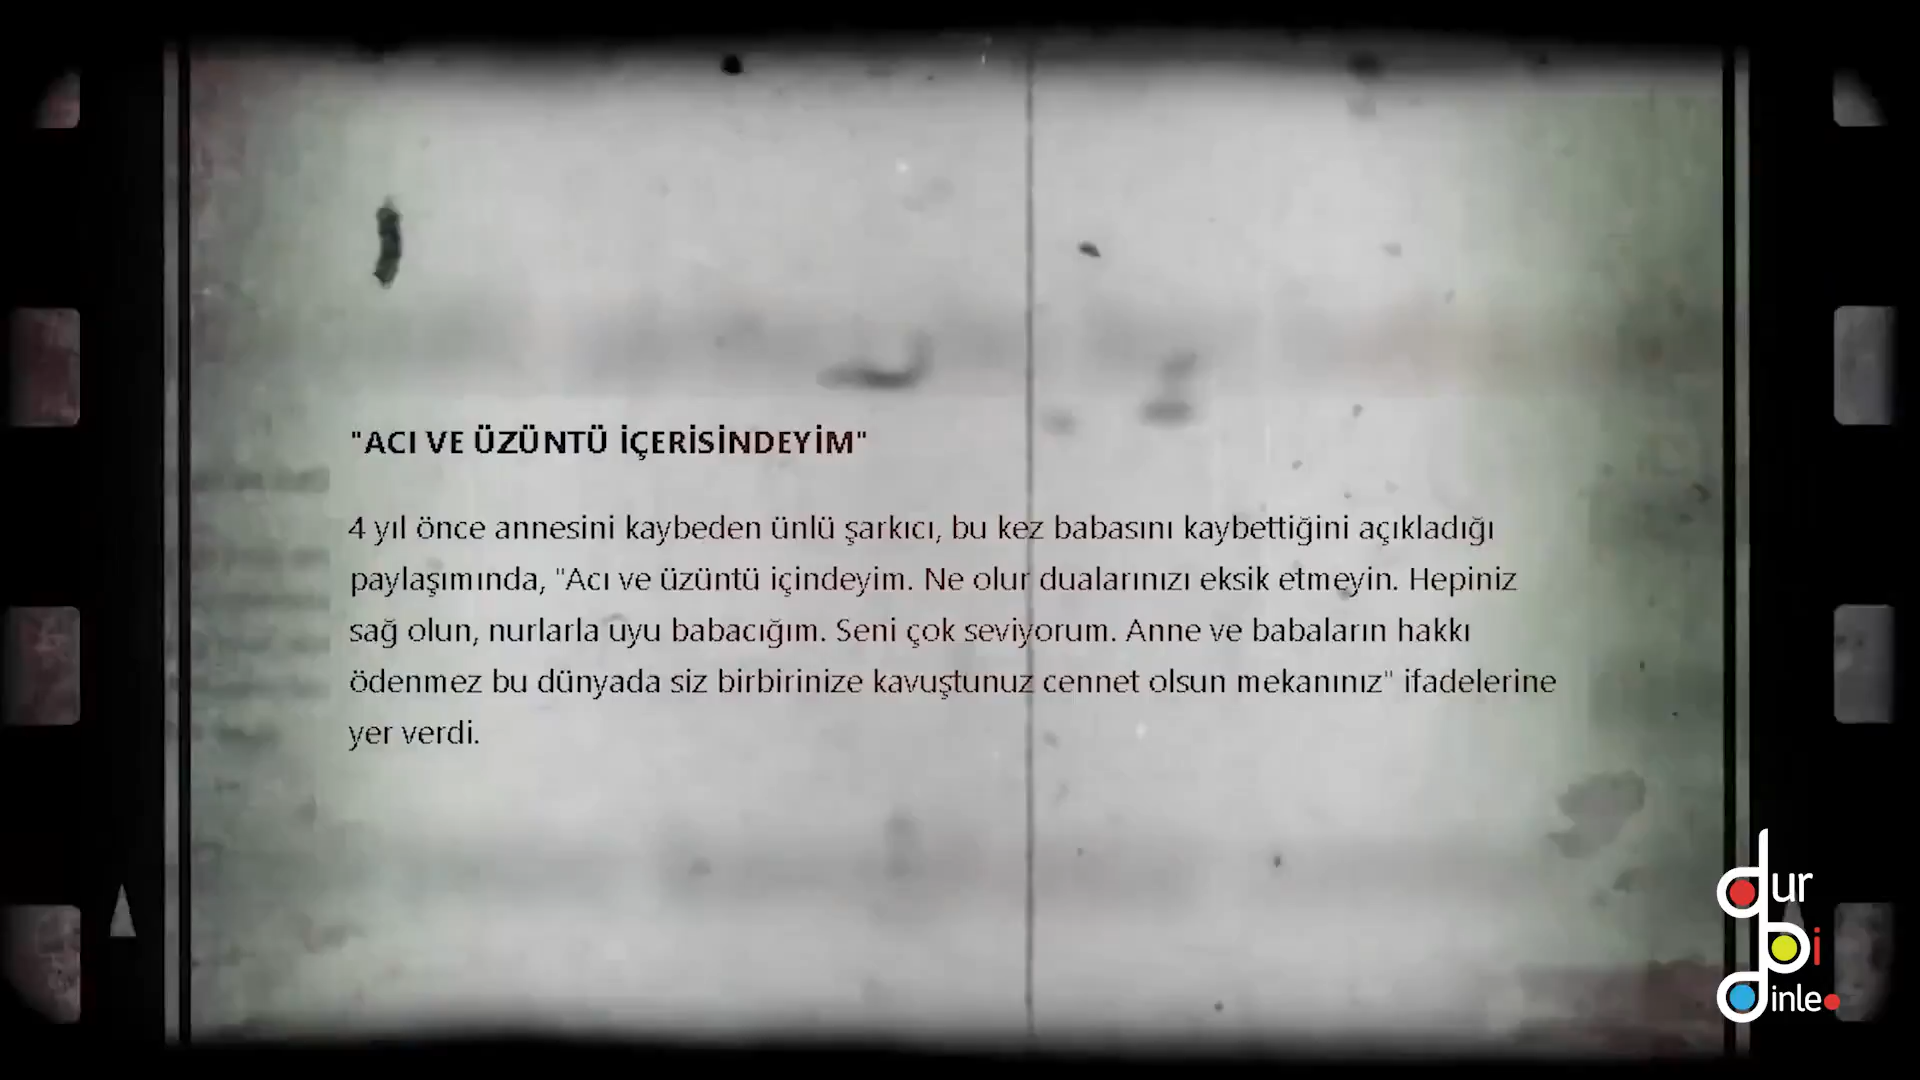 "ACI VE ÜZÜNTÜ İÇERİSİNDEYİM"
4 yıl önce annesini kaybeden ünlü şarkıcı, bu kez babasını kaybettiğini açıkladığı
paylaşımında, "Acı ve üzüntü içindeyim. Ne olur dualarınızı eksik etmeyin. Hepiniz
sağ olun, nurlarla uyu babacığım. Seni çok seviyorum. Anne ve babaların hakkı
ödenmez bu dünyada siz birbirinize kavuştunuz cennet olsun mekanınız" ifadelerine
yer verdi.
dur
bi
dinle